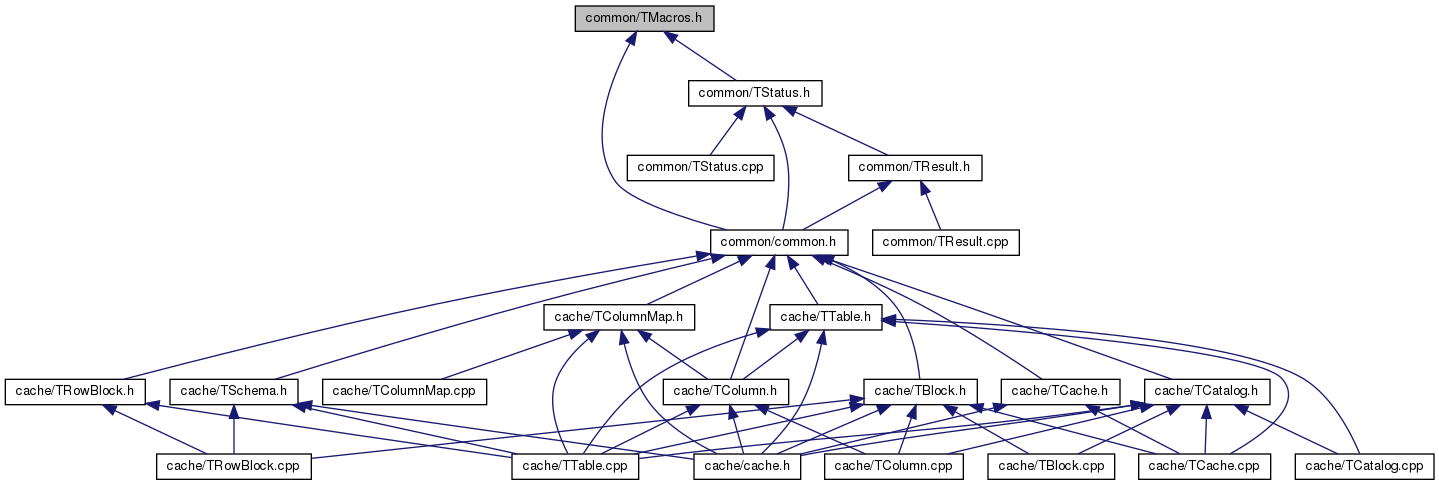 common/TMacros.h
common/TStatus.h
common/TStatus.cpp
common/TResult.h
common/common.h
common/TResult.cpp
cache/TColumnMap.h
cache/TTable.h
cache/TRowBlock.h
cache/TSchema.h
cache/TColumnMap.cpp
cache/TColumn.h
cache/TBlock.h
cache/TCache.h
cache/TCatalog.h
cache/TRowBlock.cpp
cache/TTable.cpp
cache/cache.h
cache/TColumn.cpp
cache/TBlock.cpp
cache/TCache.cpp
cache/TCatalog.cpp